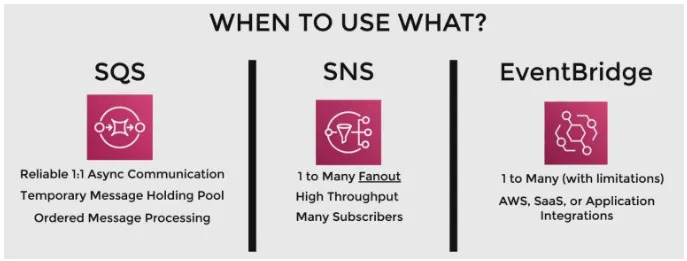 WHEN TO USE WHAT?
SQS
Reliable 1:1 Async Communication
Temporary Message Holding Pool
Ordered Message Processing
SNS
1 to Many Fanout
High Throughput
Many Subscribers
EventBridge
1 to Many (with limitations)
AWS, SaaS, or Application
Integrations